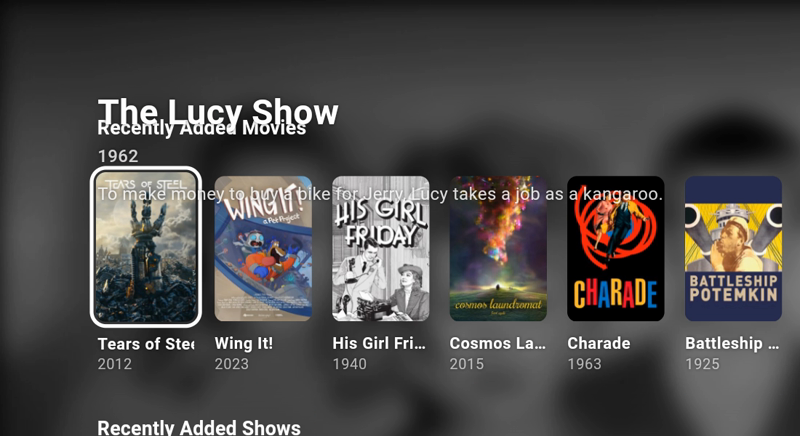 The Lucy Show
Recently Added Movies
1962
To make money to buy a bike for Jerry, Lucy takes a job as a kangaroo.
TEARS OF STEEL
WING IT!
a Pet Project
HIS GIRL
FRIDAY
cosmos laundromat
CHARADE
BATTLESHIP
POTEMKIN
Tears of Stee
Wing It!
His Girl Fri...
Cosmos La...
Charade
Battleship ...
2012
2023
1940
2015
1963
1925
Recently Added Shows